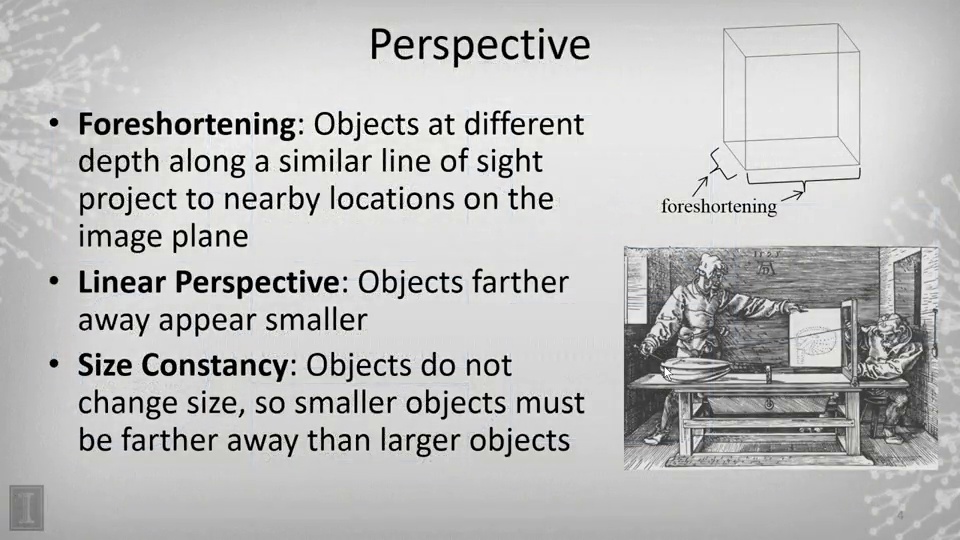 Perspective
• Foreshortening: Objects at different
depth along a similar line of sight
project to nearby locations on the
image plane
• Linear Perspective: Objects farther
away appear smaller
• Size Constancy: Objects do not
change size, so smaller objects must
be farther away than larger objects
foreshortening
I
4